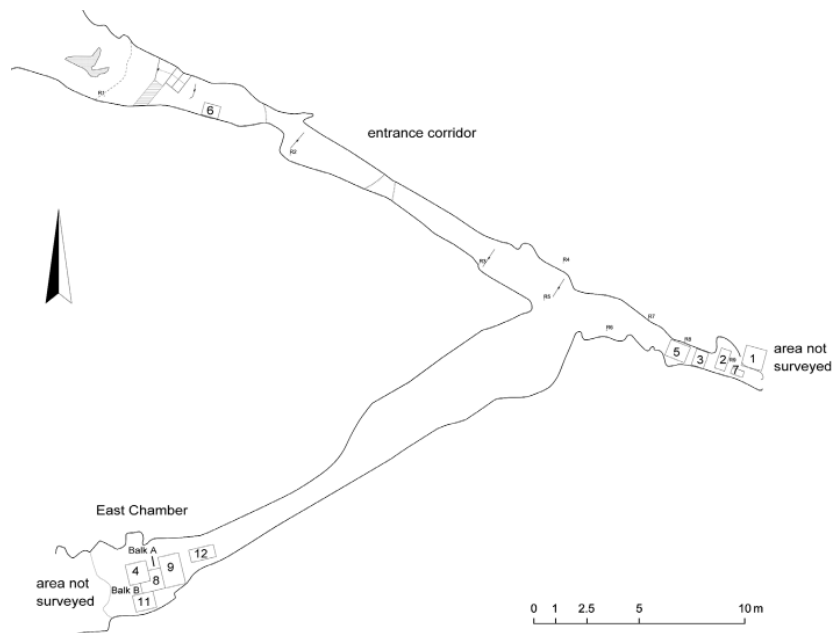 R1
6
entrance corridor
R2
R3
R4
R5
R6
R7
R8
5
3
2
R9
7
1
area not
surveyed
East Chamber
Balk A
12
4
9
8
Balk B
11
area not
surveyed
0 1 2.5 5 10 m